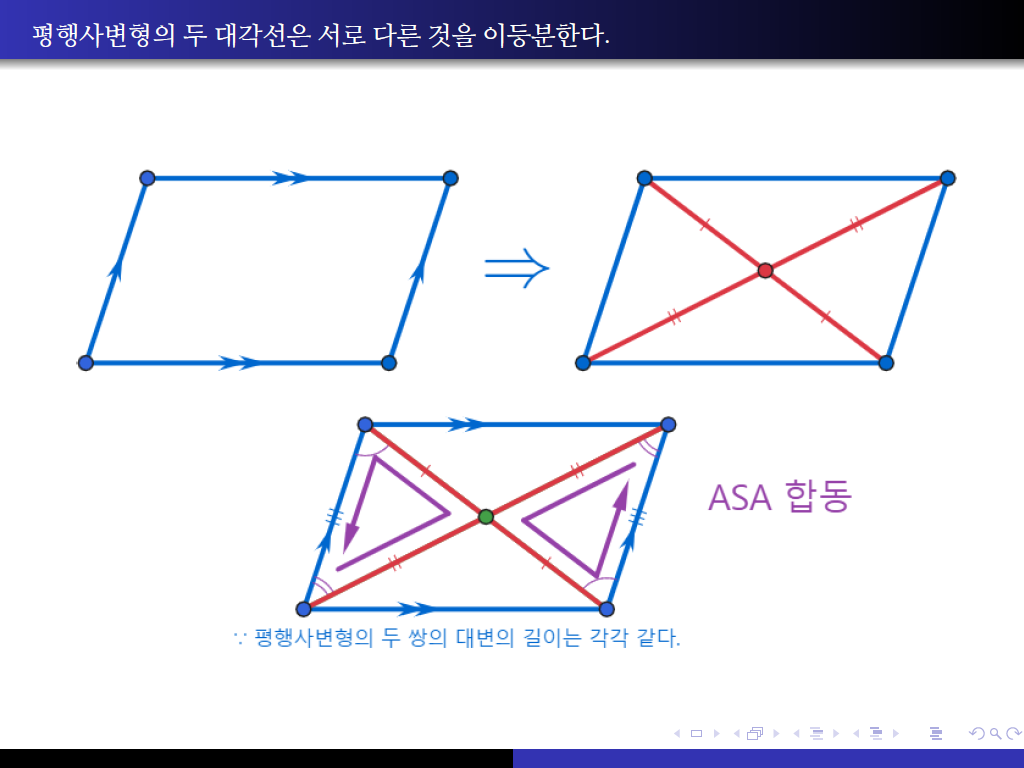 평행사변형의 두 대각선은 서로 다른 것을 이등분한다.
⇒
ASA 합동
∵ 평행사변형의 두 쌍의 대변의 길이는 각각 같다.